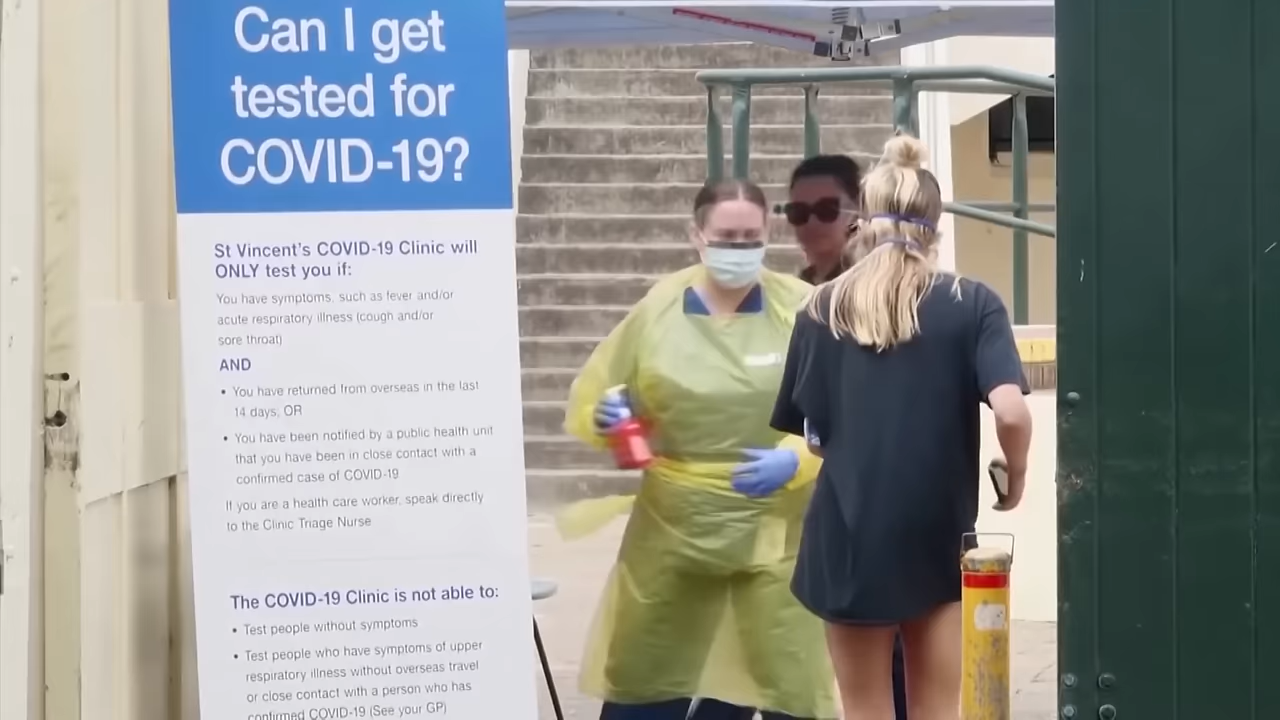 Can I get
tested for
COVID-19?
St Vincent's COVID-19 Clinic will
ONLY test you if:
You have symptoms, such as fever and/or
acute respiratory illness (cough and/or
sore throat)
AND
• You have returned from overseas in the last
14 days, OR
• You have been notified by a public health unit
that you have been in close contact with a
confirmed case of COVID-19
If you are a health care worker, speak directly
to the Clinic Triage Nurse
The COVID-19 Clinic is not able to:
• Test people without symptoms
• Test people who have symptoms of upper
respiratory illness without overseas travel
or close contact with a person who has
confirmed COVID-19 (See your GP)